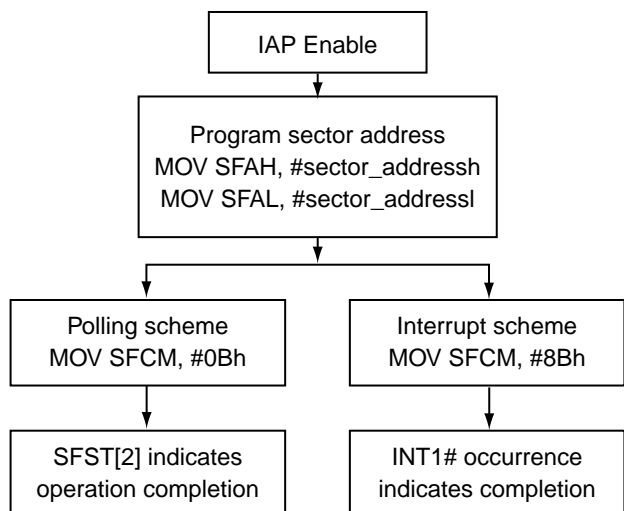 IAP Enable
Program sector address
MOV SFAH, #sector_addressh
MOV SFAL, #sector_addressl
Polling scheme
MOV SFCM, #0Bh
Interrupt scheme
MOV SFCM, #8Bh
SFST[2] indicates
operation completion
INT1# occurrence
indicates completion